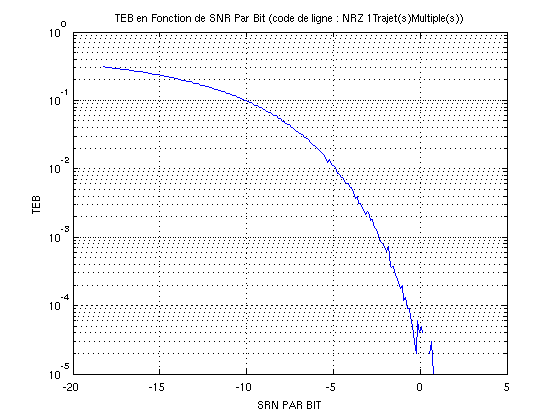 TEB en Fonction de SNR Par Bit (code de ligne : NRZ 1Trajet(s)Multiple(s))
10^0
10^-1
10^-2
10^-3
10^-4
10^-5
TEB
-20 -15 -10 -5 0 5
SRN PAR BIT